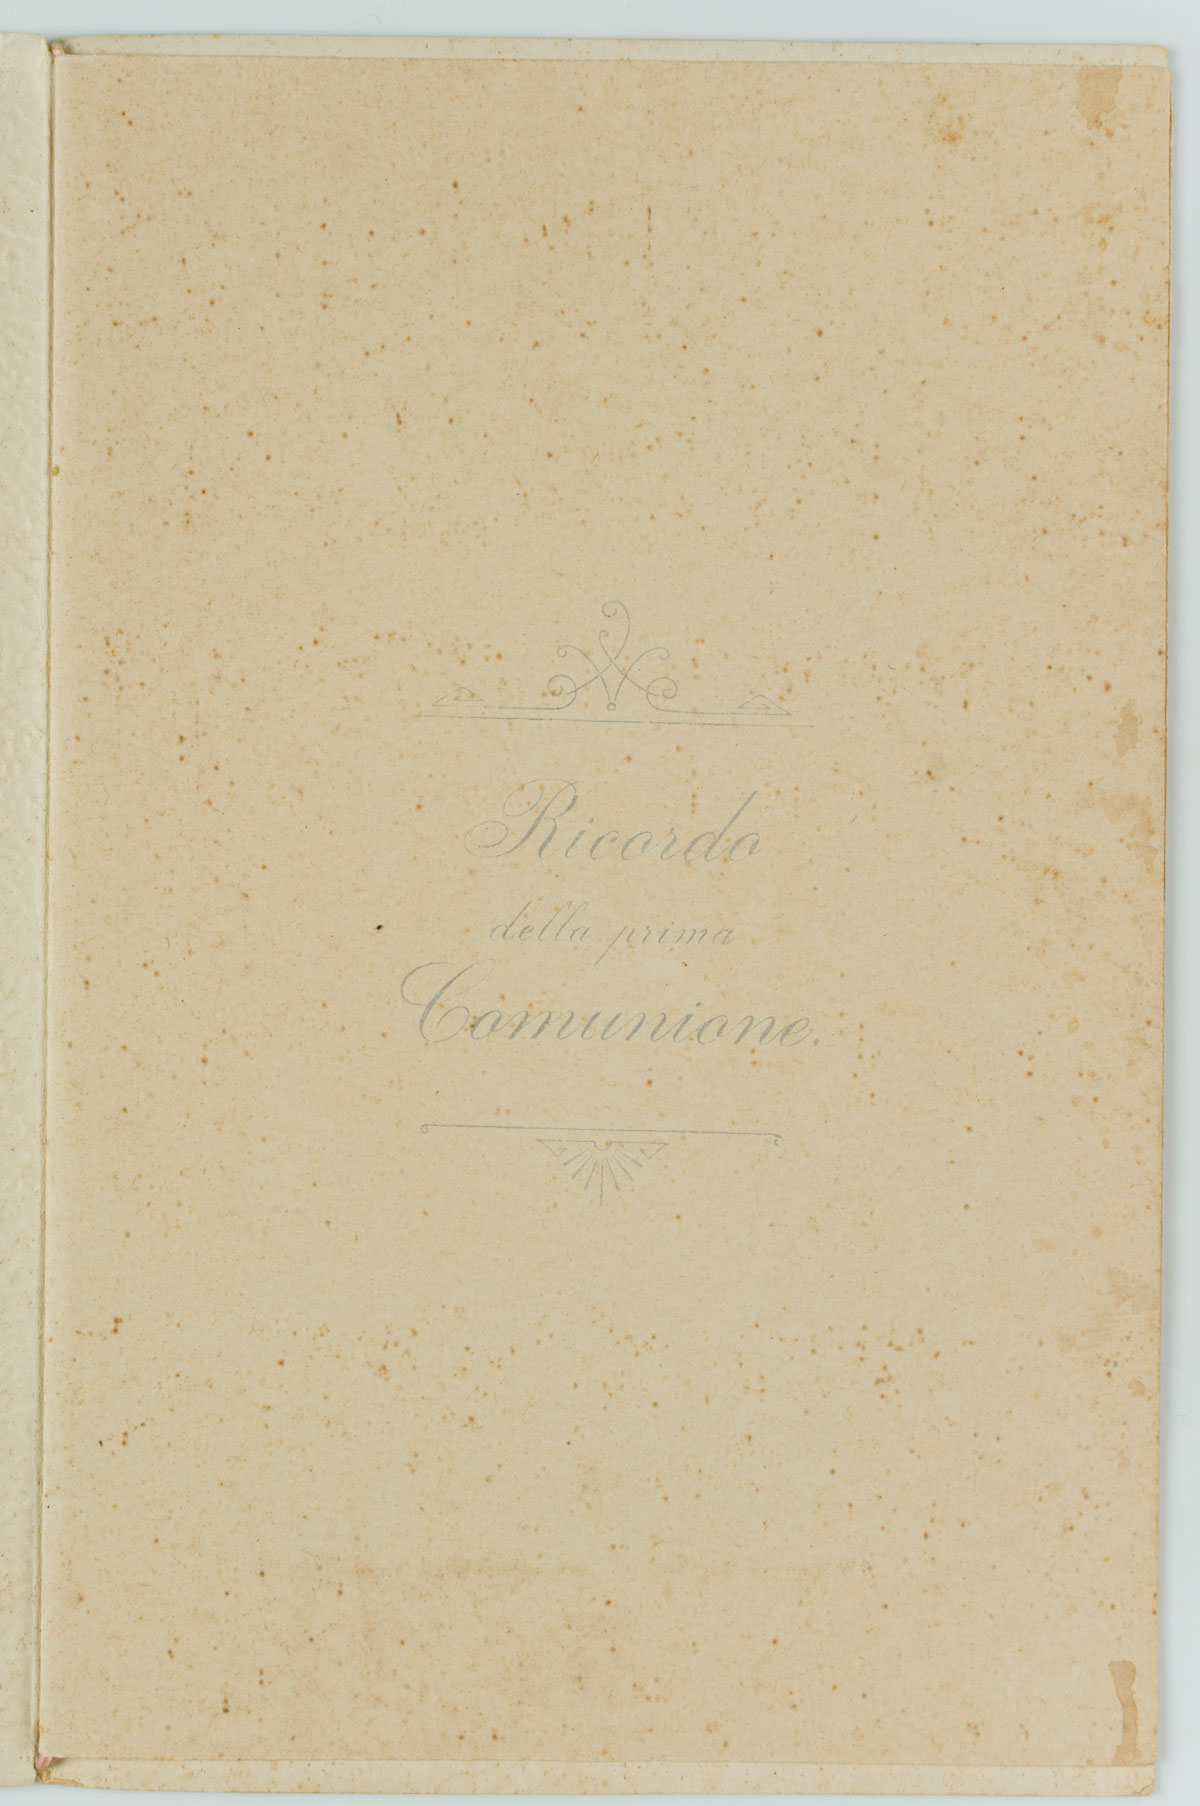 Ricordo
della prima
Comunione.